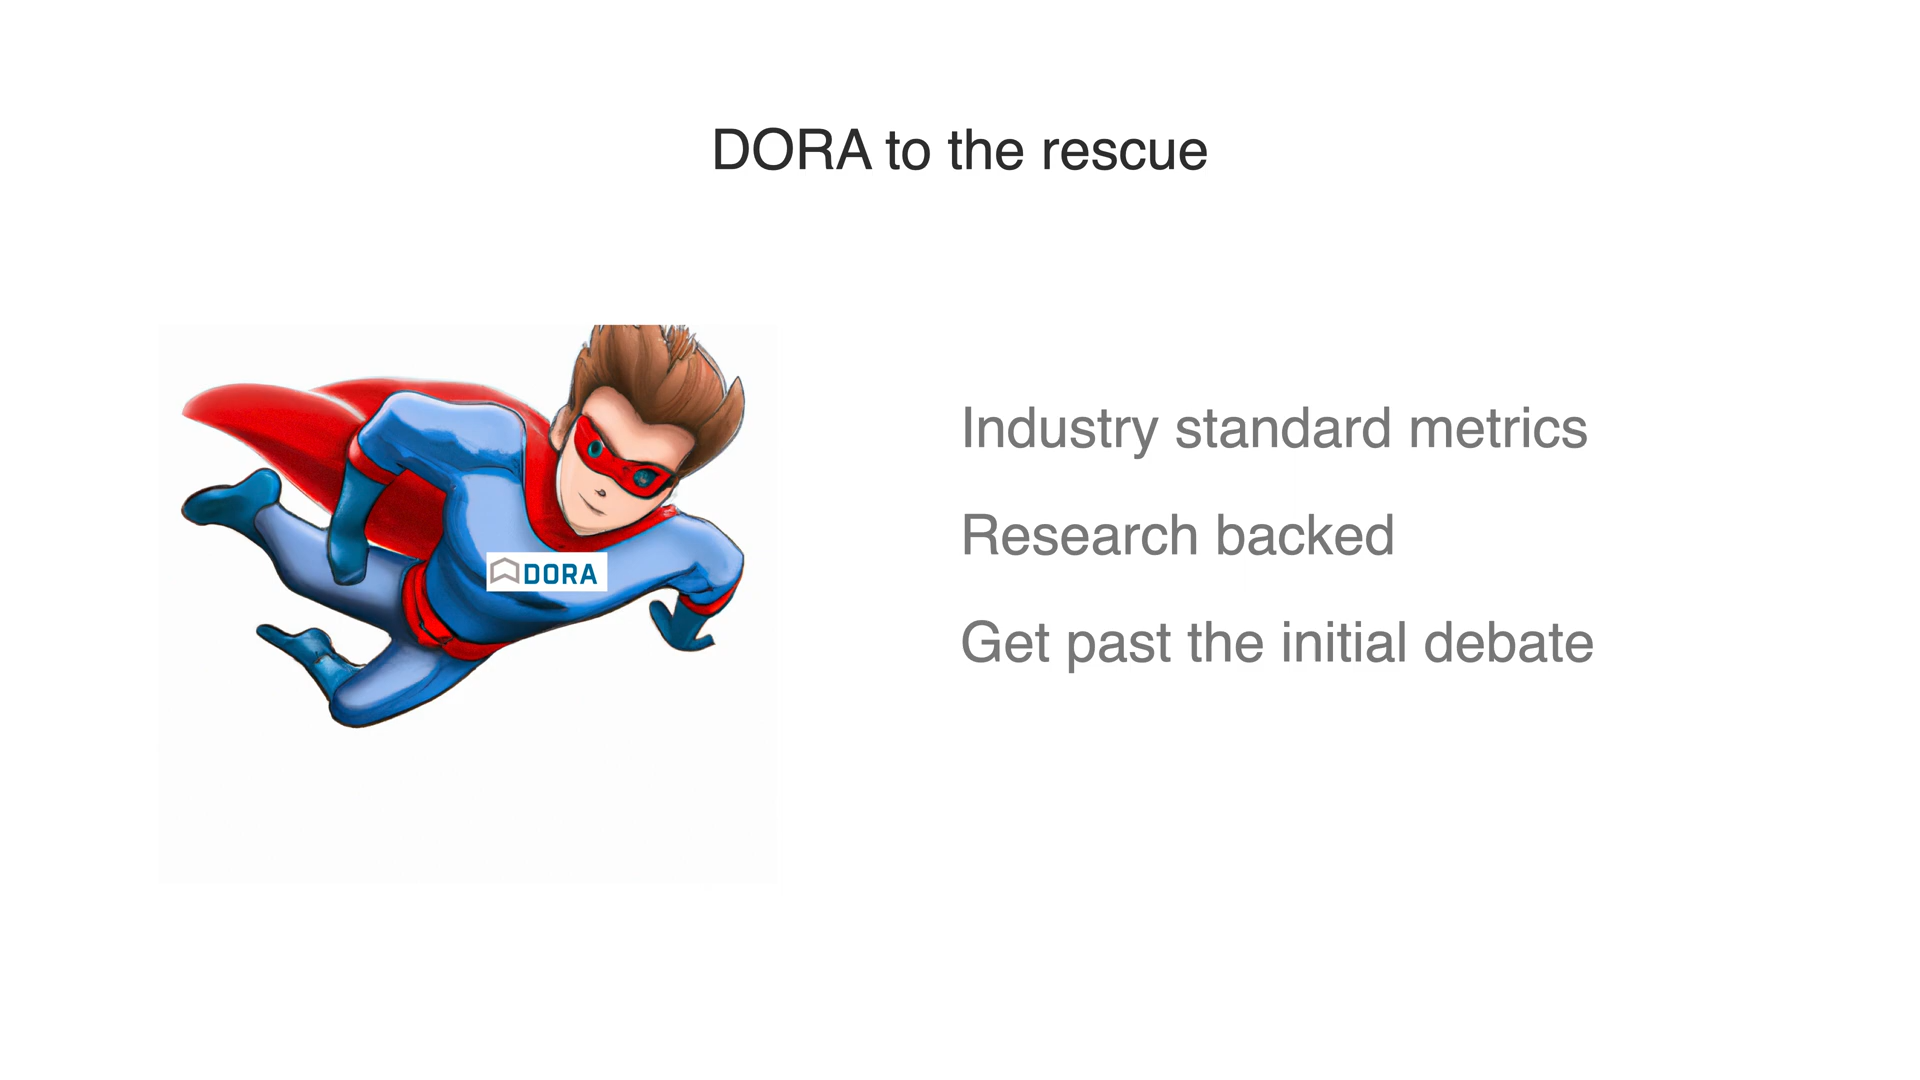 DORA to the rescue
DORA
Industry standard metrics
Research backed
Get past the initial debate